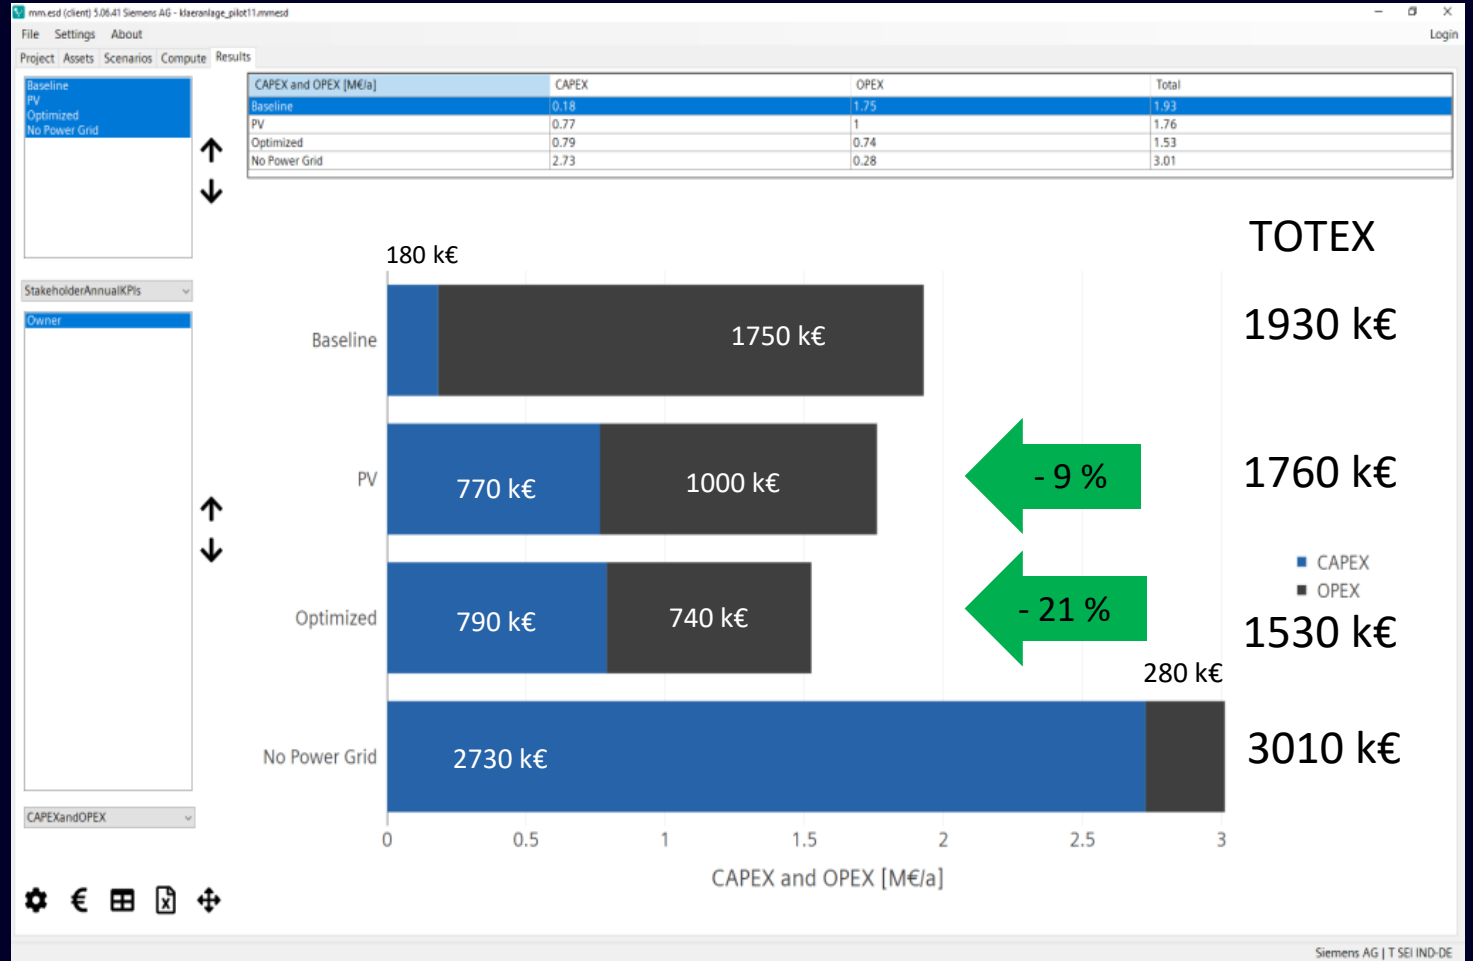 mm.esd (client) 5.06.41 Siemens AG - klaeranlage_pilot11.mmesd
File Settings About Login
Project Assets Scenarios Compute Results
Baseline
PV
Optimized
No Power Grid
CAPEX and OPEX [M€/a] CAPEX OPEX Total
Baseline 0.18 1.75 1.93
PV 0.77 1 1.76
Optimized 0.79 0.74 1.53
No Power Grid 2.73 0.28 3.01
StakeholderAnnualKPIs
Owner
CAPEXandOPEX
TOTEX
180 k€
Baseline 1750 k€ 1930 k€
PV 770 k€ 1000 k€ - 9 % 1760 k€
CAPEX
OPEX
Optimized 790 k€ 740 k€ - 21 % 1530 k€
280 k€
No Power Grid 2730 k€ 3010 k€
0 0.5 1 1.5 2 2.5 3
CAPEX and OPEX [M€/a]
Siemens AG | T SEI IND-DE